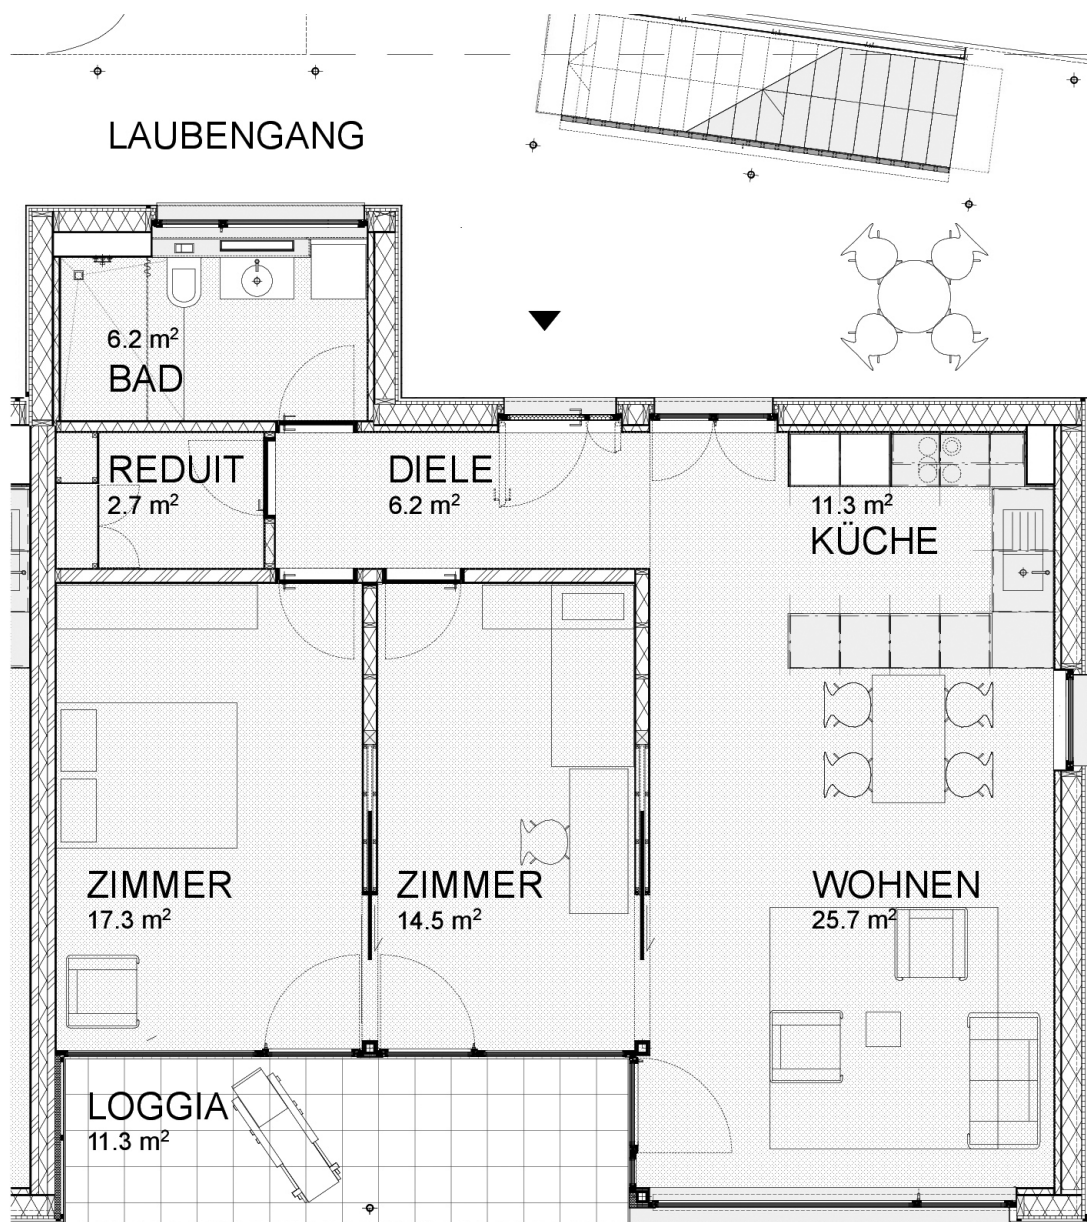 LAUBENGANG
6.2 m²
BAD
REDUIT
2.7 m²
DIELE
6.2 m²
11.3 m²
KÜCHE
ZIMMER
17.3 m²
ZIMMER
14.5 m²
WOHNEN
25.7 m²
LOGGIA
11.3 m²